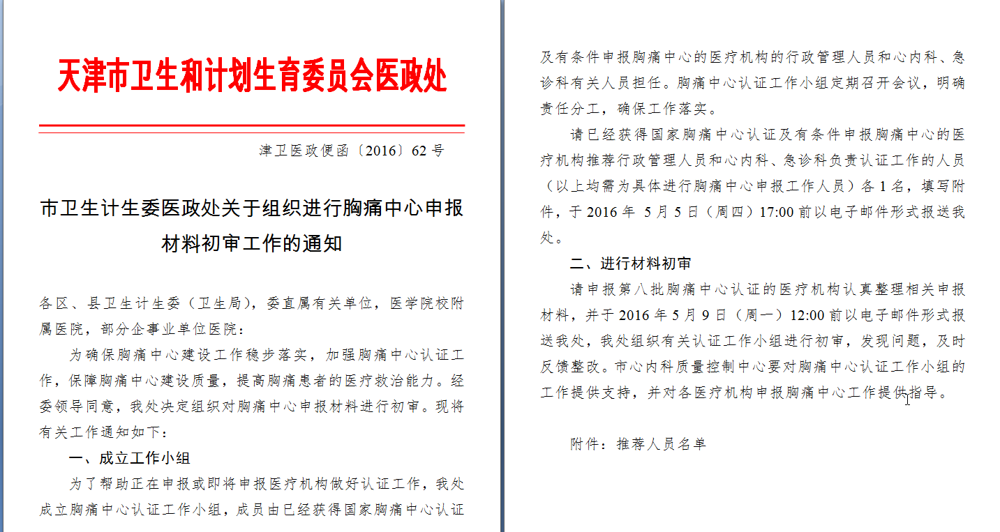 天津市卫生和计划生育委员会医政处
津卫医政便函〔2016〕62 号
市卫生计生委医政处关于组织进行胸痛中心申报
材料初审工作的通知
各区、县卫生计生委（卫生局），委直属有关单位，医学院校附
属医院，部分企事业单位医院：
为确保胸痛中心建设工作稳步落实，加强胸痛中心认证工
作，保障胸痛中心建设质量，提高胸痛患者的医疗救治能力。经
委领导同意，我处决定组织对胸痛中心申报材料进行初审。现将
有关工作通知如下：
一、成立工作小组
为了帮助正在申报或即将申报医疗机构做好认证工作，我处
成立胸痛中心认证工作小组，成员由已经获得国家胸痛中心认证
及有条件申报胸痛中心的医疗机构的行政管理人员和心内科、急
诊科有关人员担任。胸痛中心认证工作小组定期召开会议，明确
责任分工，确保工作落实。
请已经获得国家胸痛中心认证及有条件申报胸痛中心的医
疗机构推荐行政管理人员和心内科、急诊科负责认证工作的人员
（以上均需为具体进行胸痛中心申报工作人员）各 1 名，填写附
件，于 2016 年 5 月 5 日（周四）17:00 前以电子邮件形式报送我
处。
二、进行材料初审
请申报第八批胸痛中心认证的医疗机构认真整理相关申报
材料，并于 2016 年 5 月 9 日（周一）12:00 前以电子邮件形式报
送我处，我处组织有关认证工作小组进行初审，发现问题，及时
反馈整改。市心内科质量控制中心要对胸痛中心认证工作小组的
工作提供支持，并对各医疗机构申报胸痛中心工作提供指导。
附件：推荐人员名单